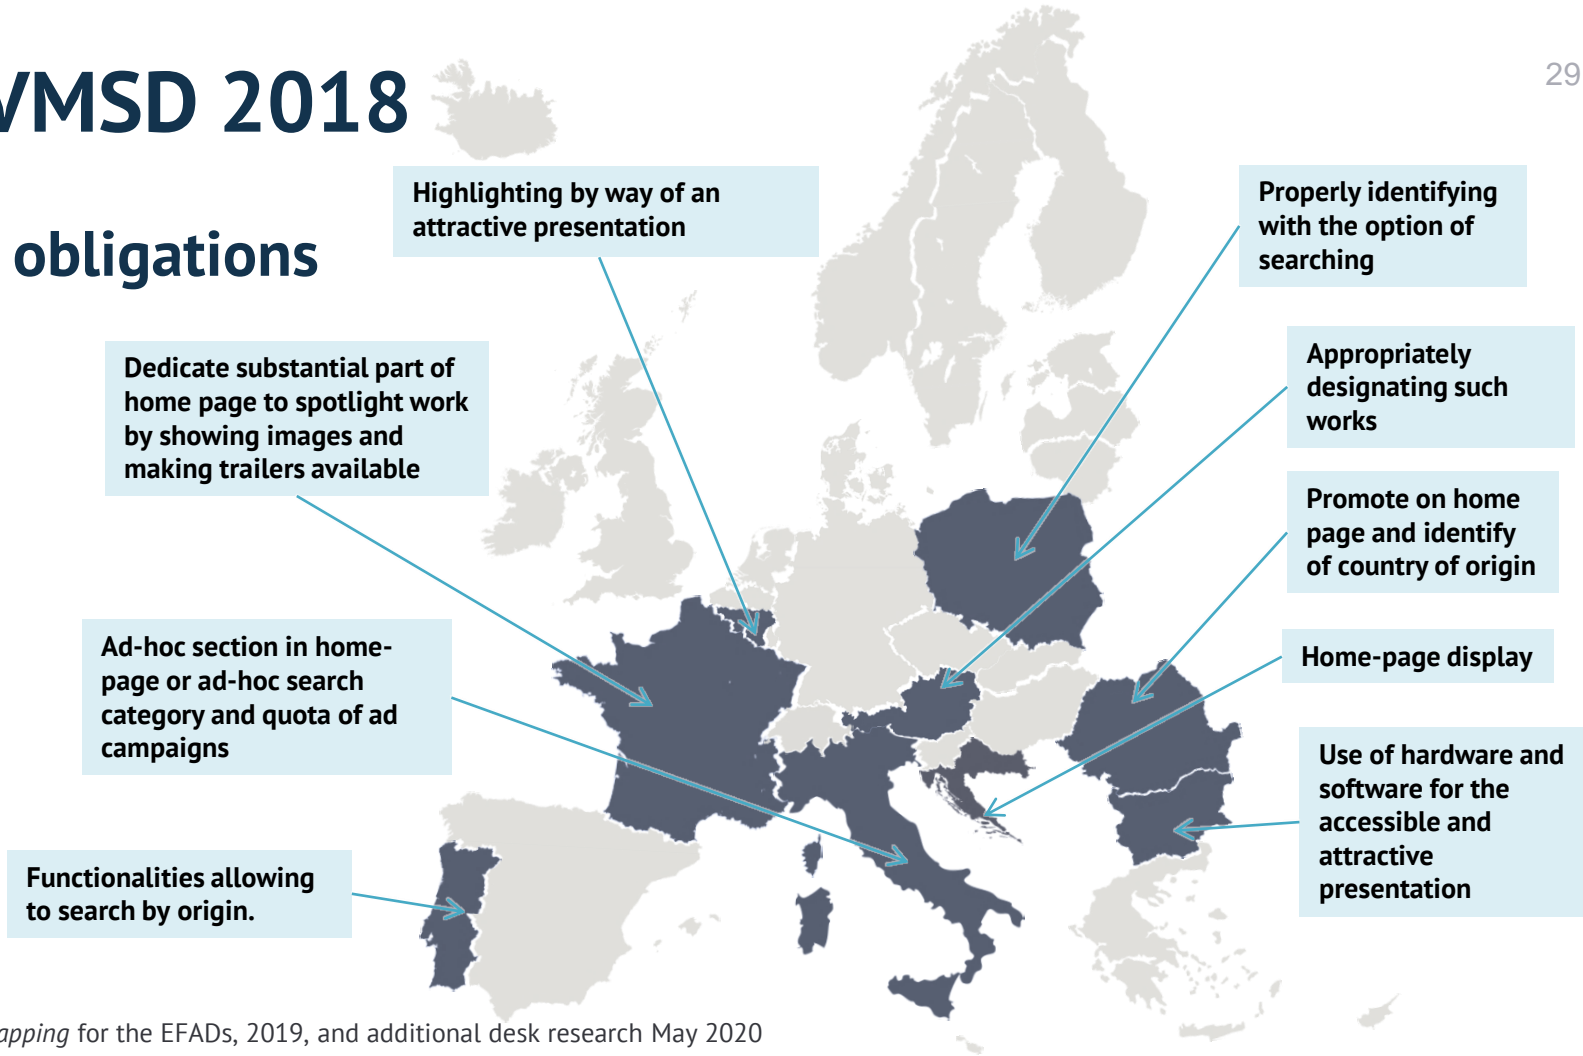 VMSD 2018
29
obligations
Highlighting by way of an
attractive presentation
Properly identifying
with the option of
searching
Dedicate substantial part of
home page to spotlight work
by showing images and
making trailers available
Appropriately
designating such
works
Promote on home
page and identify
of country of origin
Ad-hoc section in home-
page or ad-hoc search
category and quota of ad
campaigns
Home-page display
Use of hardware and
software for the
accessible and
attractive
presentation
Functionalities allowing
to search by origin.
apping for the EFADs, 2019, and additional desk research May 2020